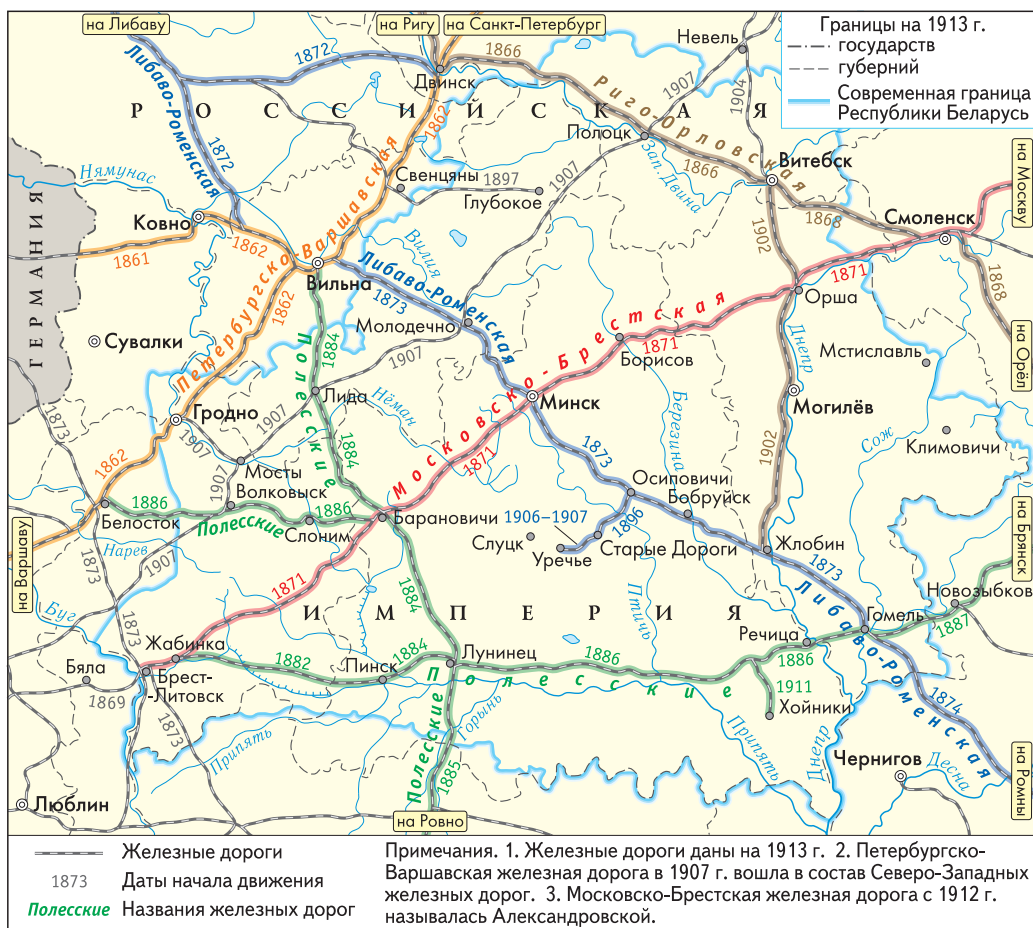 на Либаву
на Ригу
на Санкт-Петербург
Невель
Границы на 1913 г.
государств
губерний
Современная граница
Республики Беларусь
Либаво-Роменская
1872
Двинск
1866
1907
1904
РОССИЙСКАЯ
Риго-Орловская
1862
Полоцк
Зап. Двина
1866
Витебск
на Москву
Нямунас
1872
Свенцяны
1897
Глубокое
1907
1868
Смоленск
ГЕРМАНИЯ
Ковно
1862
1861
Петербургско-Варшавская
Вильна
Вилия
Либаво-Роменская
1873
1902
1871
1868
Орша
1862
Сувалки
Молодечно
1884
1907
Полесские
Московско-Брестская
1871
Борисов
Днепр
Мстиславль
на Орёл
Гродно
Лида
Нёман
Минск
Могилёв
1873
1907
1907
Березина
Сож
Климовичи
1862
Мосты
1884
1871
1873
1902
1907
Волковыск
Осиповичи
Бобруйск
1886
1886
Белосток
Полесские
Слоним
Барановичи
1906–1907
1896
Слуцк
Уречье
Старые Дороги
Жлобин
на Брянск
на Варшаву
Нарев
1907
1873
1871
1884
1873
Либаво-Роменская
Новозыбков
Буг
1873
ИМПЕРИЯ
Птичь
Гомель
1887
Жабинка
Речица
1886
Бяла
Брест-
-Литовск
1882
Пинск
1884
Лунинец
1886
Полесские
1911
Хойники
1869
1873
Припять
Горынь
Полесские
1885
Припять
Днепр
1874
Чернигов
Десна
на Ромны
Люблин
на Ровно
Железные дороги
1873
Даты начала движения
Полесские
Названия железных дорог
Примечания. 1. Железные дороги даны на 1913 г. 2. Петербургско-
Варшавская железная дорога в 1907 г. вошла в состав Северо-Западных
железных дорог. 3. Московско-Брестская железная дорога с 1912 г.
называлась Александровской.